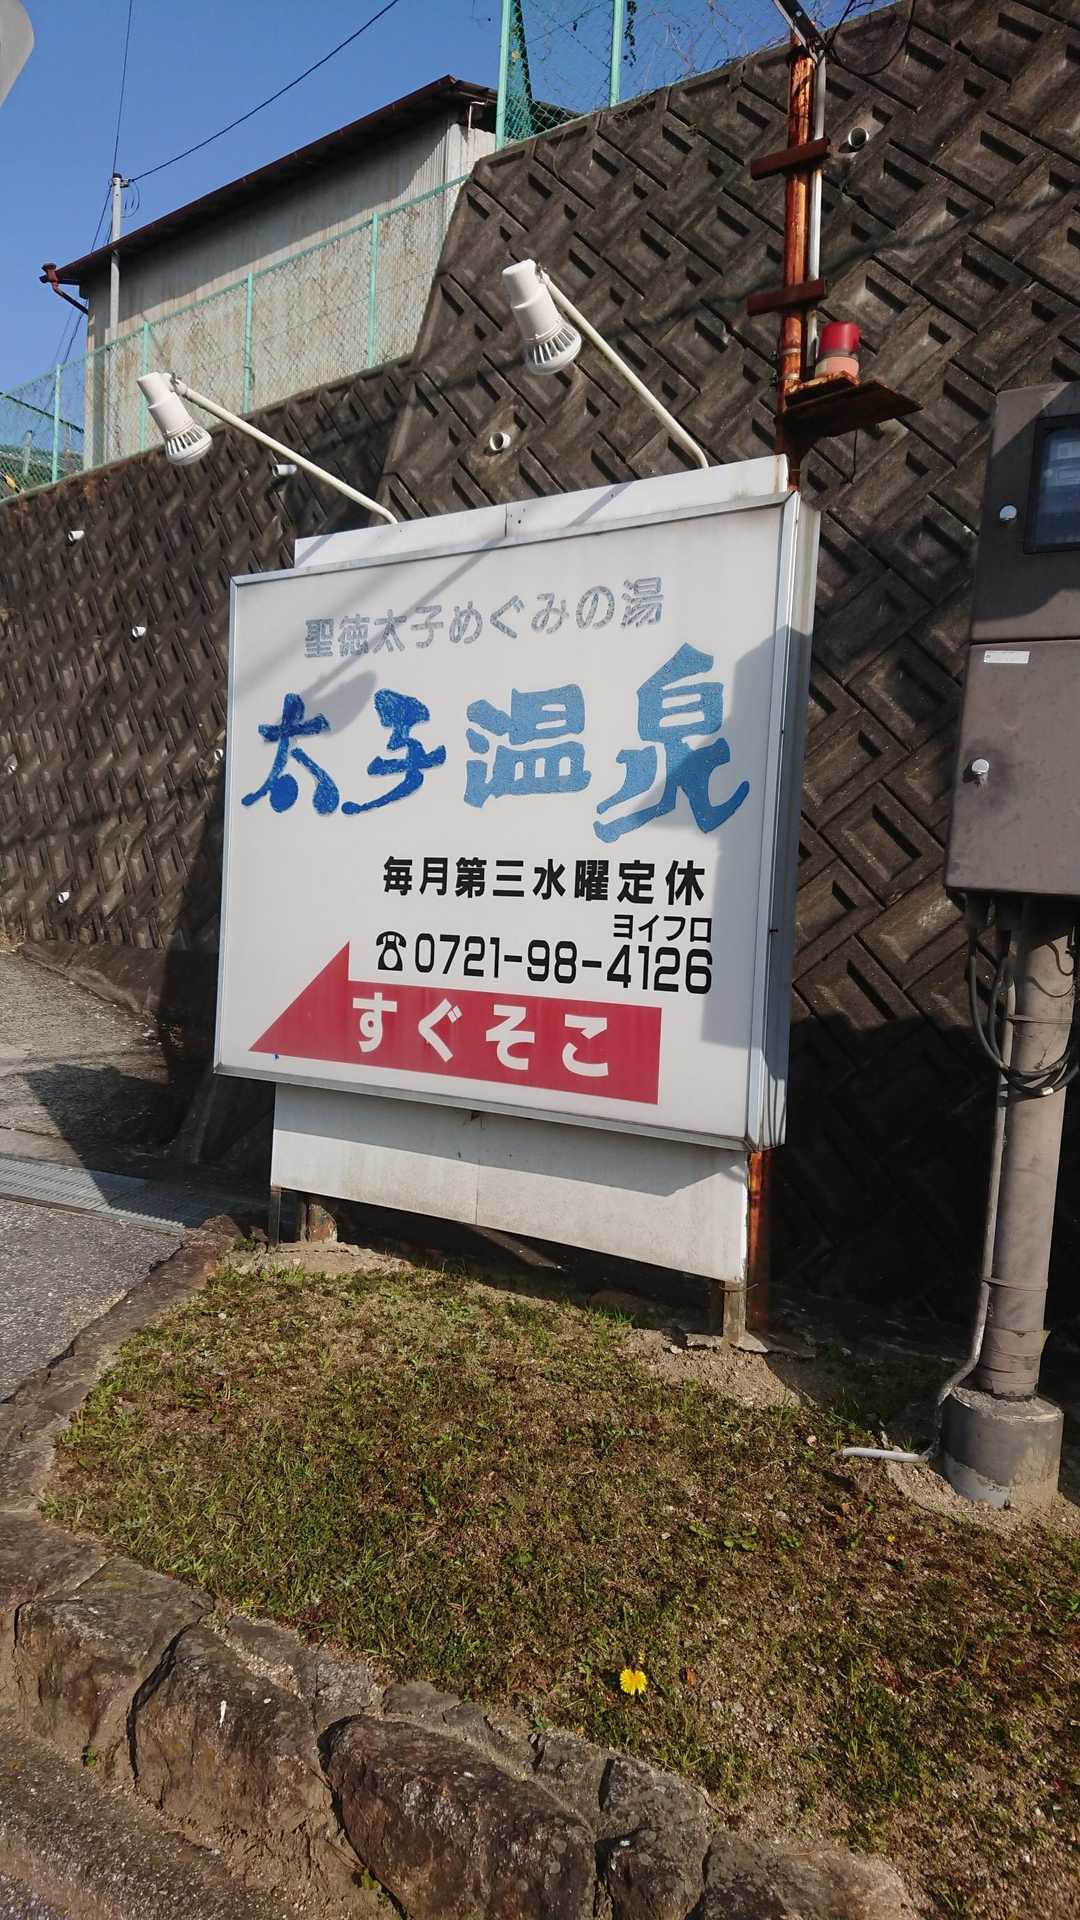 聖徳太子めぐみの湯
太子温泉
毎月第三水曜定休
ヨイフロ
☎0721-98-4126
すぐそこ